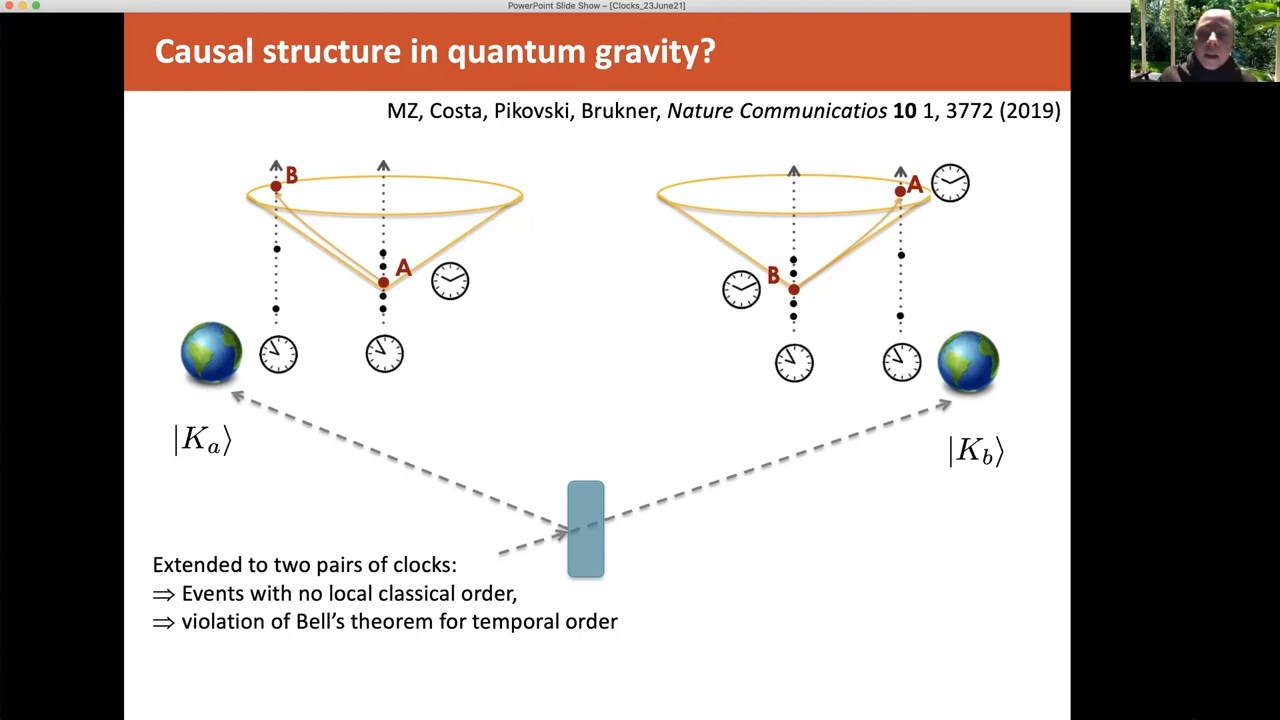 PowerPoint Slide Show – [Clocks_23June21]
Causal structure in quantum gravity?
MZ, Costa, Pikovski, Brukner, Nature Communicatios 10 1, 3772 (2019)
B
A
A
B
|K_a⟩
|K_b⟩
Extended to two pairs of clocks:
⇒ Events with no local classical order,
⇒ violation of Bell’s theorem for temporal order